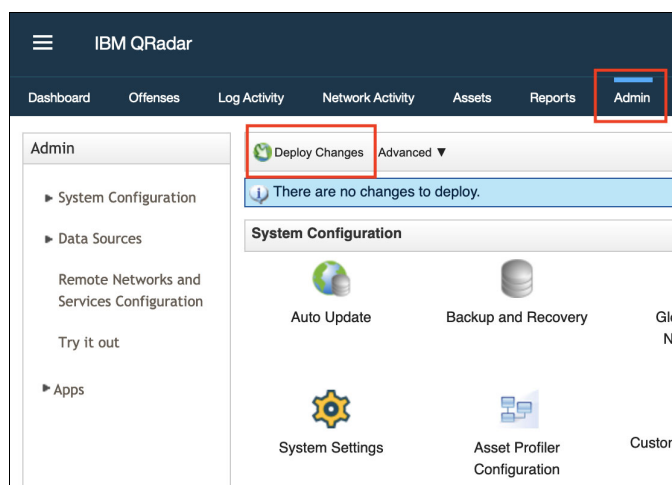 IBM QRadar
Dashboard Offenses Log Activity Network Activity Assets Reports Admin
Admin
System Configuration
Data Sources
Remote Networks and
Services Configuration
Try it out
Apps
Deploy Changes Advanced ▼
There are no changes to deploy.
System Configuration
Auto Update
Backup and Recovery
System Settings
Asset Profiler
Configuration